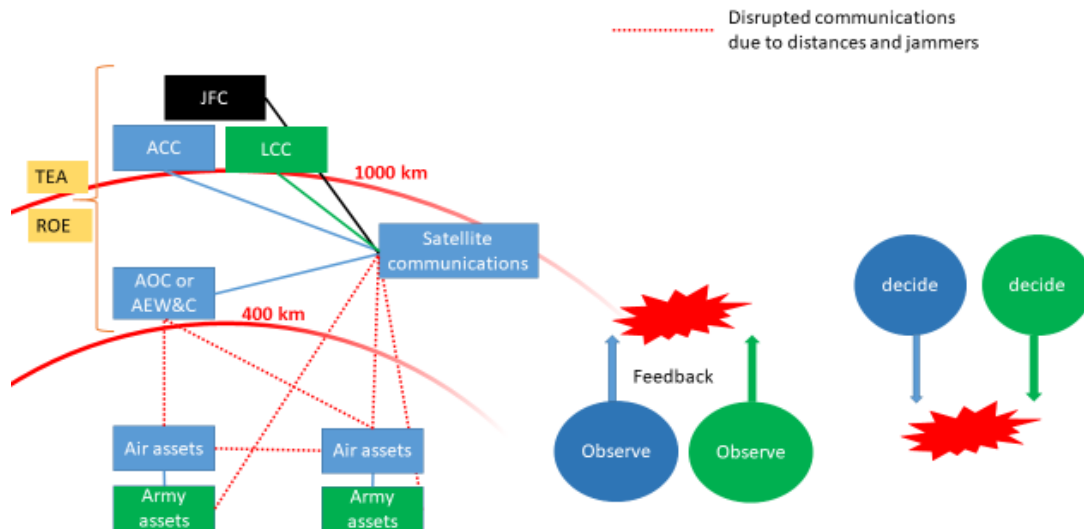 Disrupted communications
due to distances and jammers
JFC
ACC
LCC
1000 km
TEA
ROE
Satellite
communications
AOC or
AEW&C
400 km
decide
decide
Feedback
Air assets
Air assets
Observe
Observe
Army
assets
Army
assets